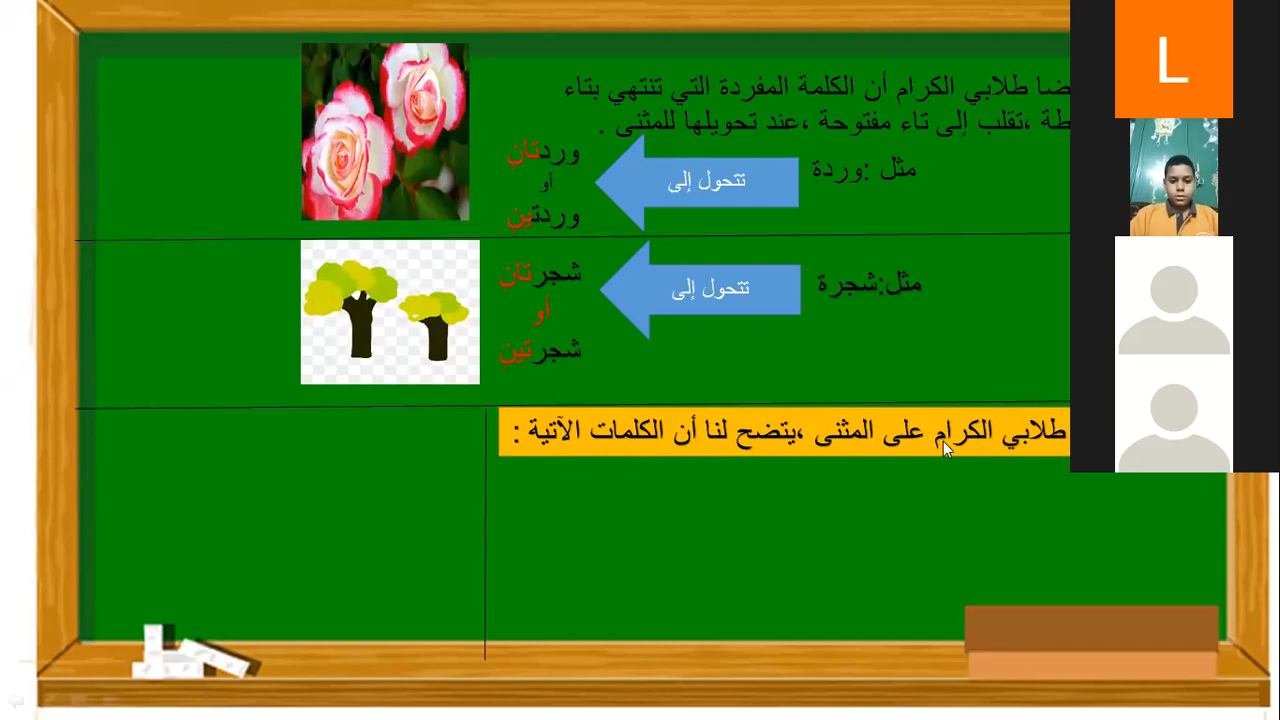 طلابي الكرام أن الكلمة المفردة التي تنتهي بتاء
تقلب إلى تاء مفتوحة ،عند تحويلها للمثنى .
مثل :وردة
تتحول إلى
وردتانِ
أو
وردتينِ
مثل:شجرة
تتحول إلى
شجرتانِ
أو
شجرتينِ
طلابي الكرام على المثنى ،يتضح لنا أن الكلمات الآتية :
L